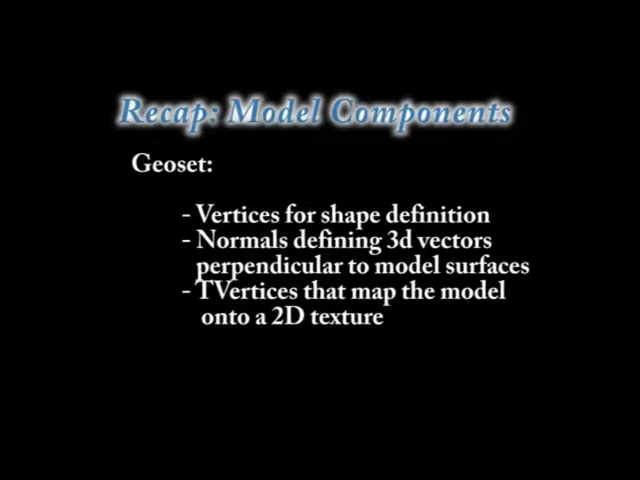 Recap: Model Components
Geoset:
- Vertices for shape definition
- Normals defining 3d vectors
perpendicular to model surfaces
- TVertices that map the model
onto a 2D texture